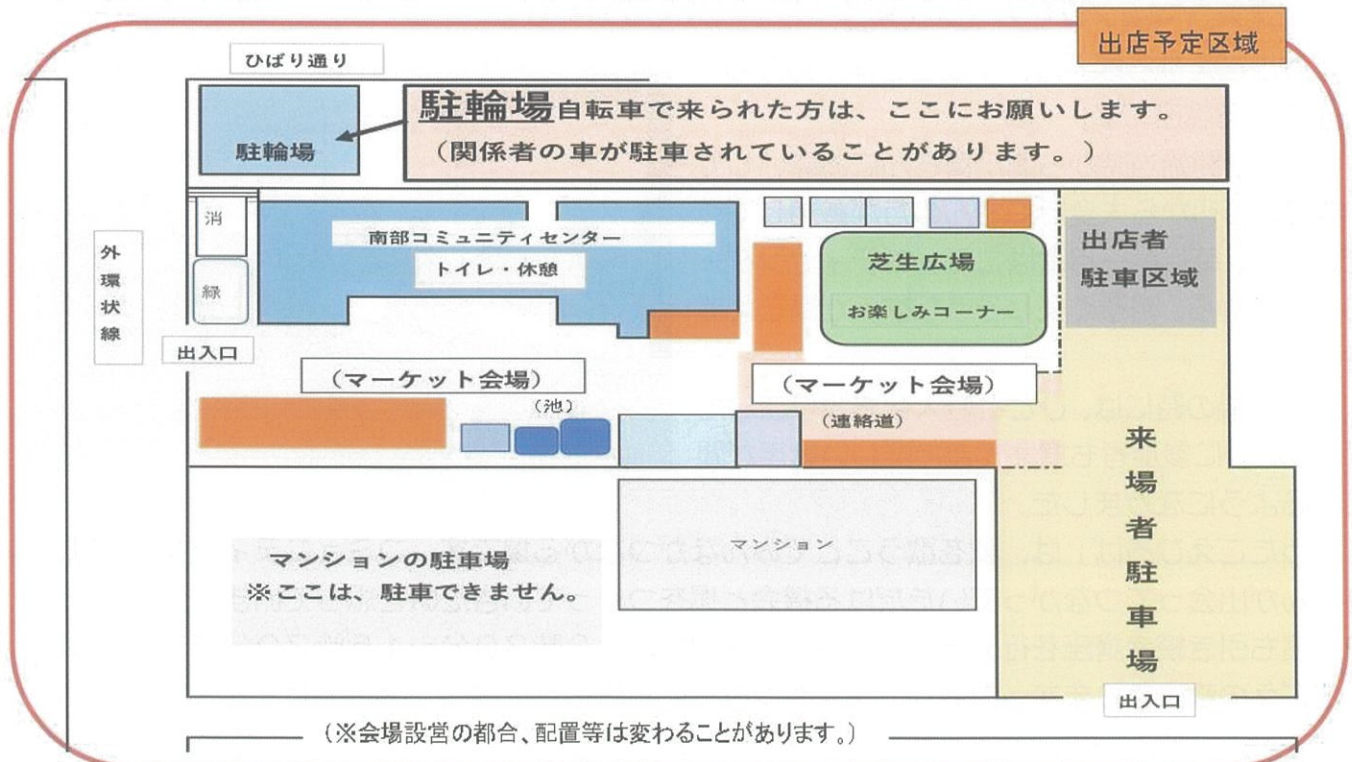 出店予定区域
ひばり通り
駐輪場自転車で来られた方は、ここにお願いします。
(関係者の車が駐車されていることがあります。)
駐輪場
消
緑
外環状線
南部コミュニティセンター
トイレ・休憩
芝生広場
お楽しみコーナー
出店者
駐車区域
出入口
(マーケット会場)
(マーケット会場)
(池)
(連絡道)
来場者駐車場
マンション
マンションの駐車場
※ここは、駐車できません。
出入口
(※会場設営の都合、配置等は変わることがあります。)